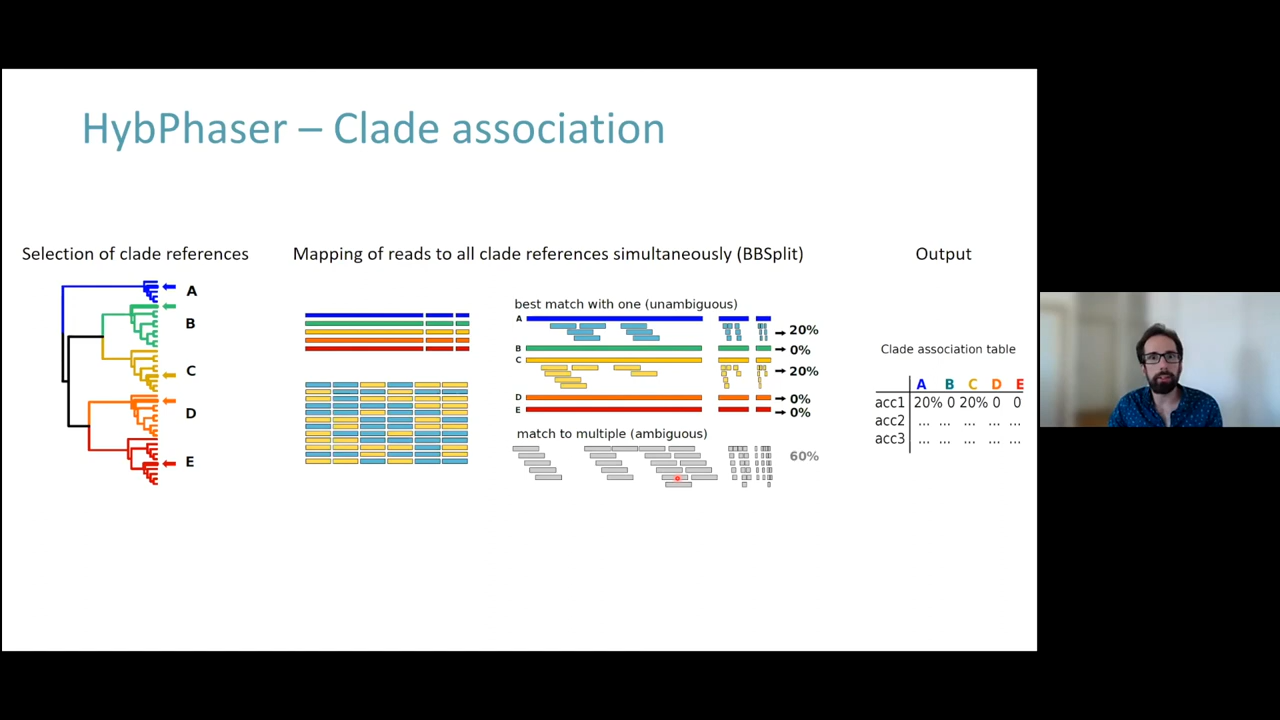 HybPhaser – Clade association
Selection of clade references
A
B
C
D
E
Mapping of reads to all clade references simultaneously (BBSplit)
best match with one (unambiguous)
A
20%
B
0%
C
20%
D
0%
E
0%
match to multiple (ambiguous)
60%
Output
Clade association table
A B C D E
acc1 20% 0 20% 0 0
acc2 ... ... ... ... ...
acc3 ... ... ... ... ...